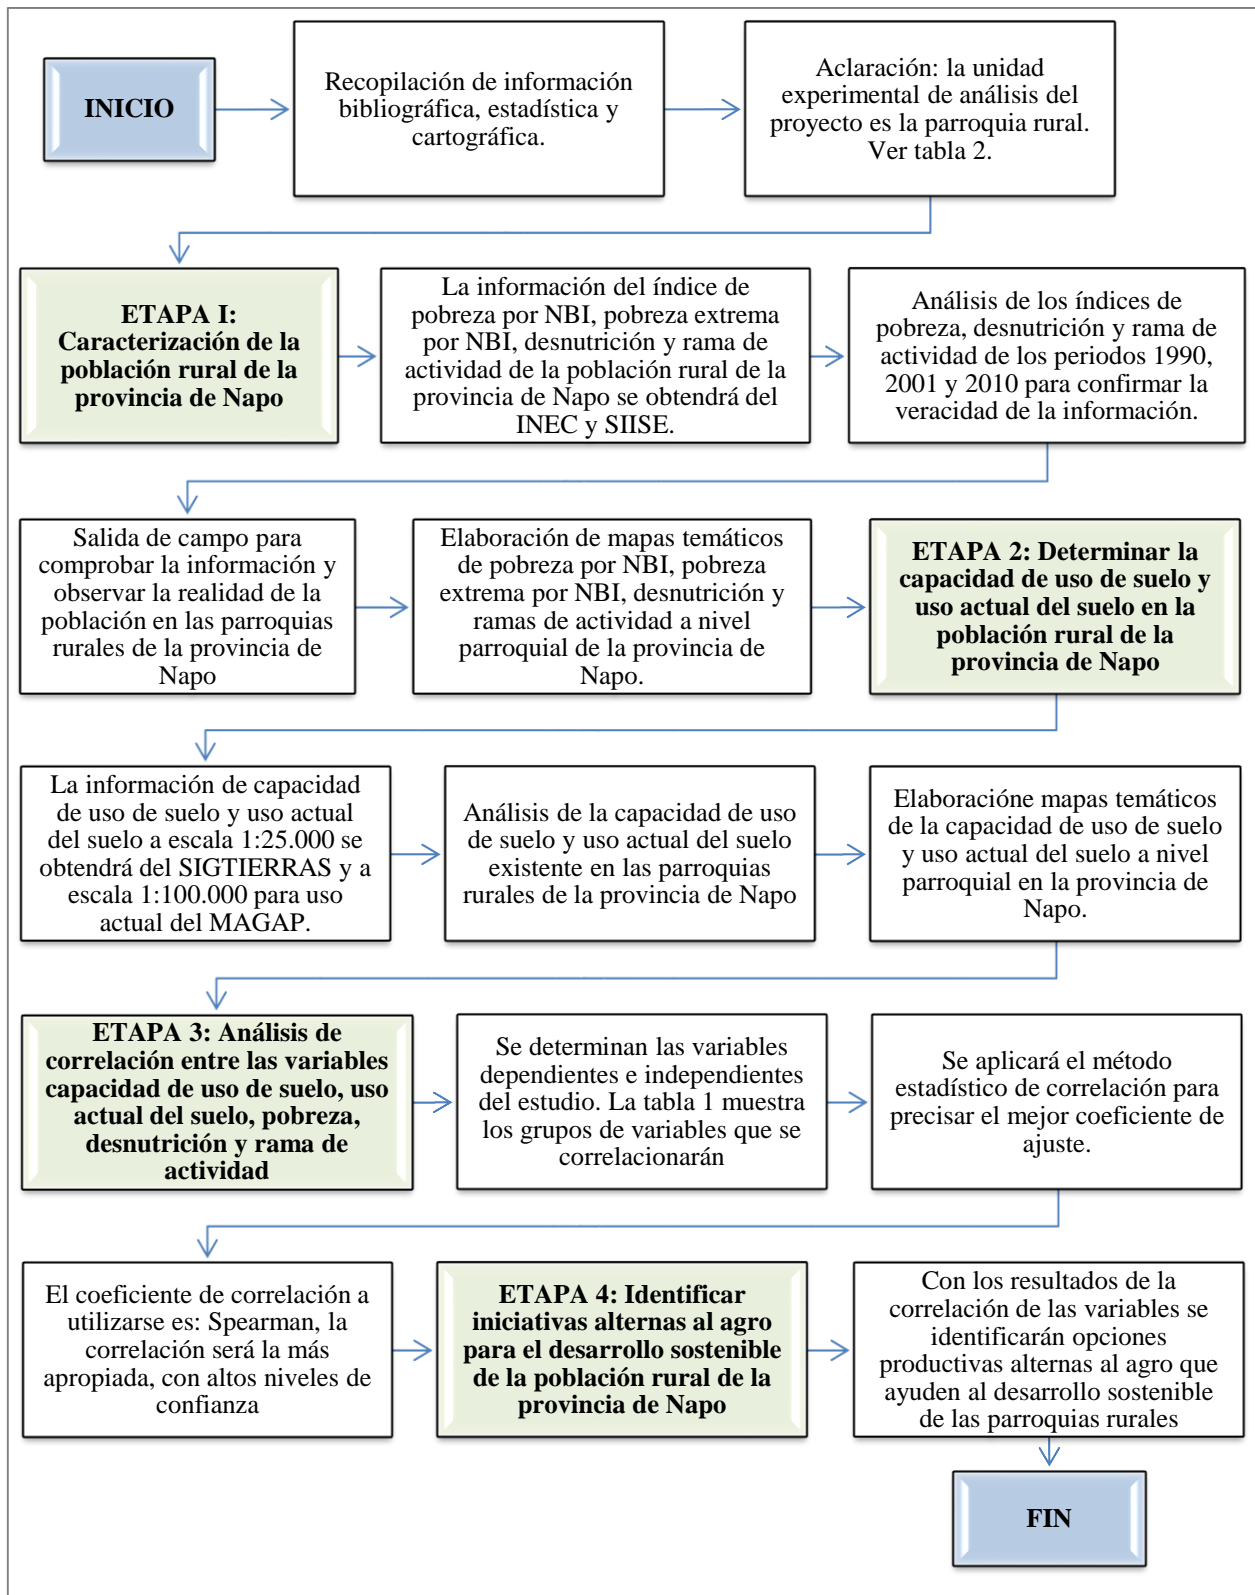 INICIO
Recopilación de información
bibliográfica, estadística y
cartográfica.
Aclaración: la unidad
experimental de análisis del
proyecto es la parroquia rural.
Ver tabla 2.
ETAPA I:
Caracterización de la
población rural de la
provincia de Napo
La información del índice de
pobreza por NBI, pobreza extrema
por NBI, desnutrición y rama de
actividad de la población rural de la
provincia de Napo se obtendrá del
INEC y SIISE.
Análisis de los índices de
pobreza, desnutrición y rama de
actividad de los periodos 1990,
2001 y 2010 para confirmar la
veracidad de la información.
Salida de campo para
comprobar la información y
observar la realidad de la
población en las parroquias
rurales de la provincia de
Napo
Elaboración de mapas temáticos
de pobreza por NBI, pobreza
extrema por NBI, desnutrición y
ramas de actividad a nivel
parroquial de la provincia de
Napo.
ETAPA 2: Determinar la
capacidad de uso de suelo y
uso actual del suelo en la
población rural de la
provincia de Napo
La información de capacidad
de uso de suelo y uso actual
del suelo a escala 1:25.000 se
obtendrá del SIGTIERRAS y a
escala 1:100.000 para uso
actual del MAGAP.
Análisis de la capacidad de uso
de suelo y uso actual del suelo
existente en las parroquias
rurales de la provincia de Napo
Elaboracióne mapas temáticos
de la capacidad de uso de suelo
y uso actual del suelo a nivel
parroquial en la provincia de
Napo.
ETAPA 3: Análisis de
correlación entre las variables
capacidad de uso de suelo, uso
actual del suelo, pobreza,
desnutrición y rama de
actividad
Se determinan las variables
dependientes e independientes
del estudio. La tabla 1 muestra
los grupos de variables que se
correlacionarán
Se aplicará el método
estadístico de correlación para
precisar el mejor coeficiente de
ajuste.
El coeficiente de correlación a
utilizarse es: Spearman, la
correlación será la más
apropiada, con altos niveles de
confianza
ETAPA 4: Identificar
iniciativas alternas al agro
para el desarrollo sostenible
de la población rural de la
provincia de Napo
Con los resultados de la
correlación de las variables se
identificarán opciones
productivas alternas al agro que
ayuden al desarrollo sostenible
de las parroquias rurales
FIN